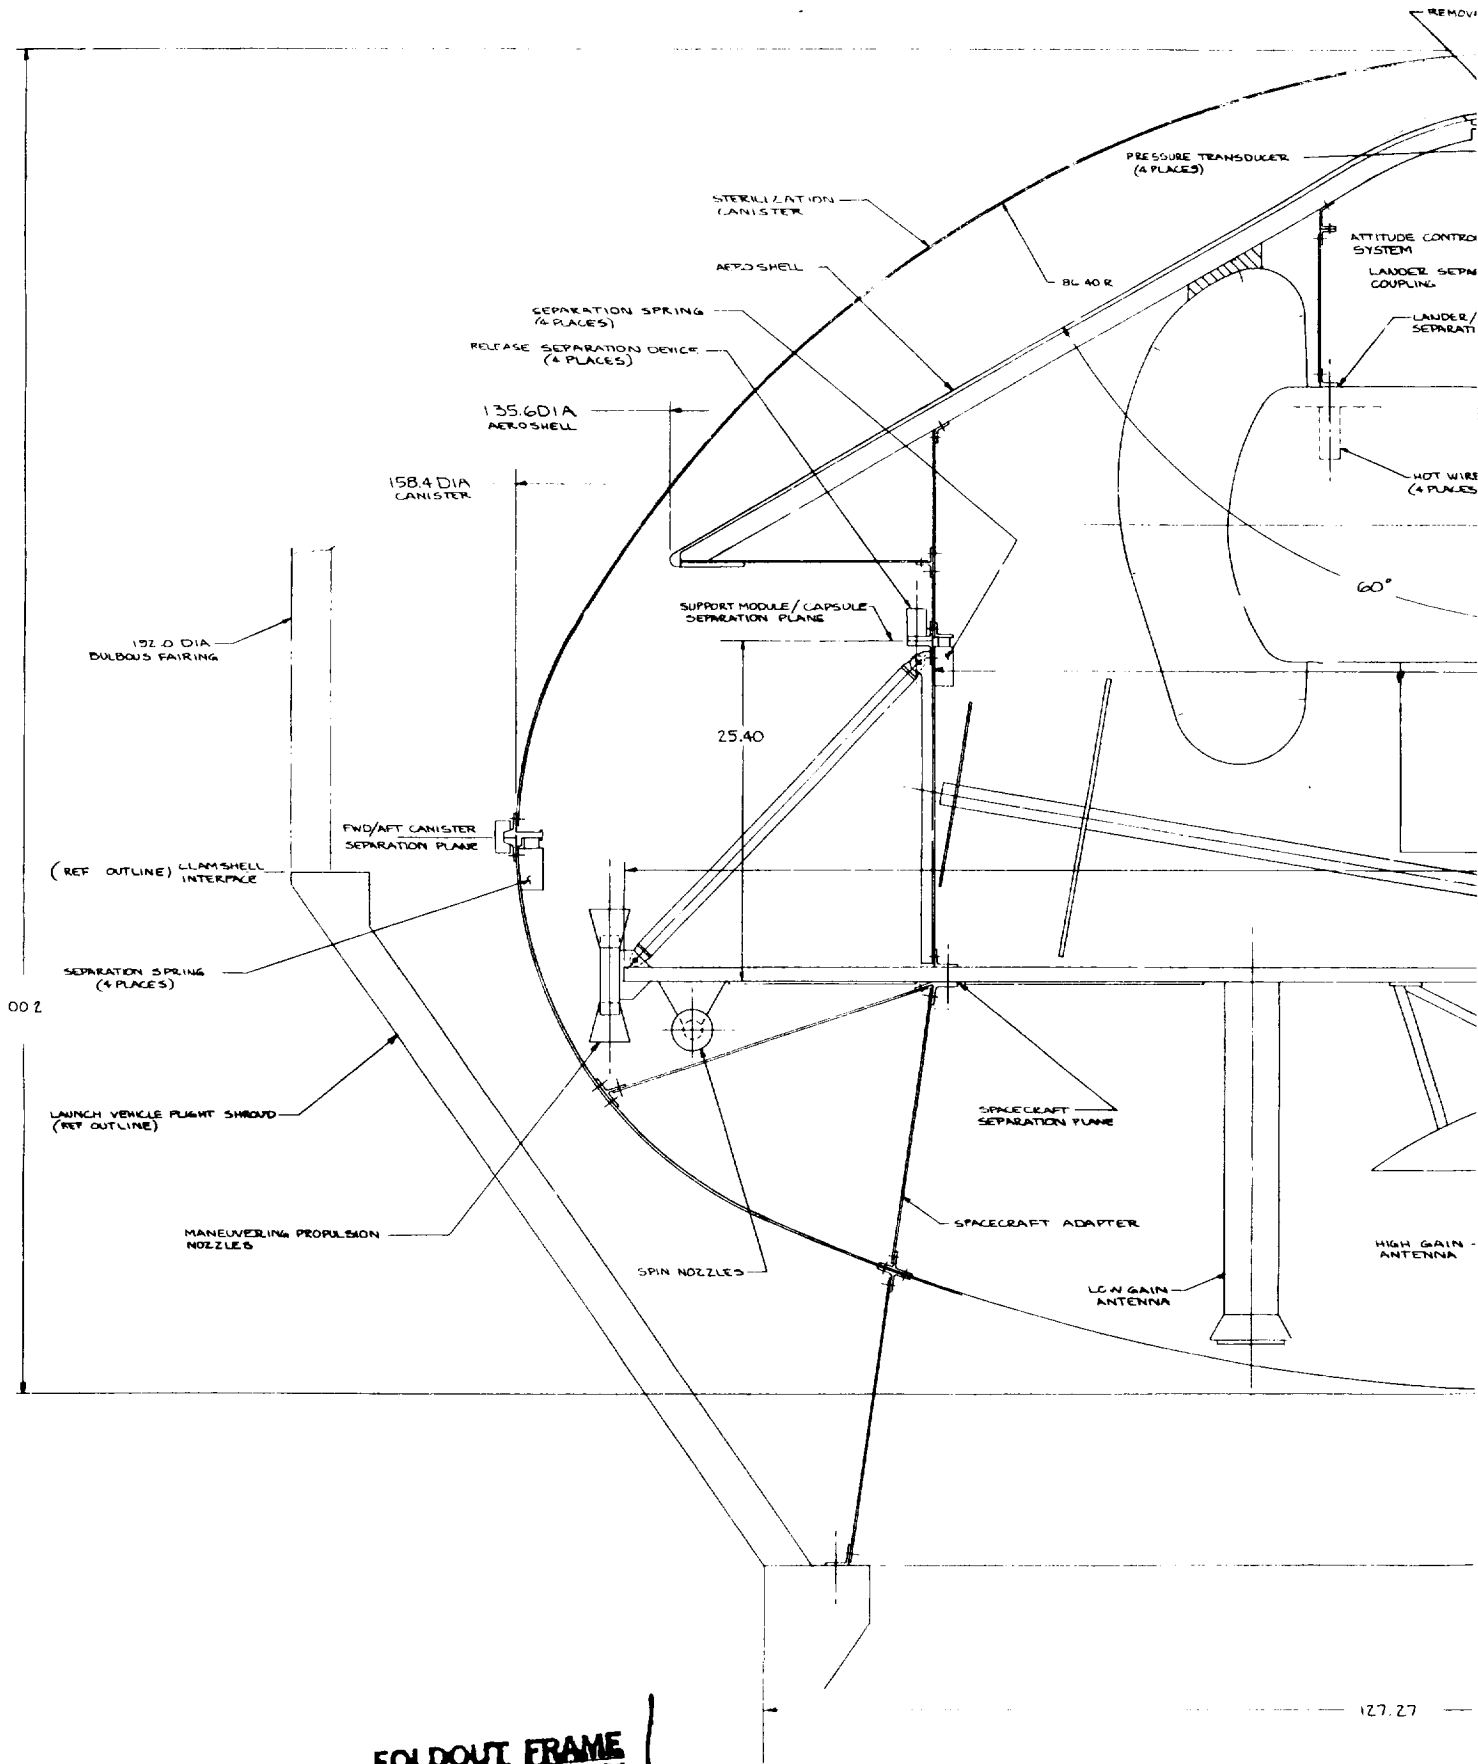 REMOV
PRESSURE TRANSDUCER
(4 PLACES)
STERILIZATION
CANISTER
ATTITUDE CONTRO
SYSTEM
AEROSHELL
LANDER SEPA
COUPLING
SEPARATION SPRING
(4 PLACES)
LANDER/
SEPARATI
RELEASE SEPARATION DEVICE
(4 PLACES)
135.6 DIA
AEROSHELL
158.4 DIA
CANISTER
HOT WIRE
(4 PLACES
60°
SUPPORT MODULE/CAPSULE
SEPARATION PLANE
192.0 DIA
BULBOUS FAIRING
25.40
FWD/AFT CANISTER
SEPARATION PLANE
(REF OUTLINE) CLAMSHELL
INTERFACE
SEPARATION SPRING
(4 PLACES)
00 2
LAUNCH VEHICLE FLIGHT SHROUD
(REF OUTLINE)
SPACECRAFT
SEPARATION PLANE
MANEUVERING PROPULSION
NOZZLES
SPACECRAFT ADAPTER
SPIN NOZZLES
HIGH GAIN
ANTENNA
LOW GAIN
ANTENNA
127.27
FOLDOUT FRAME